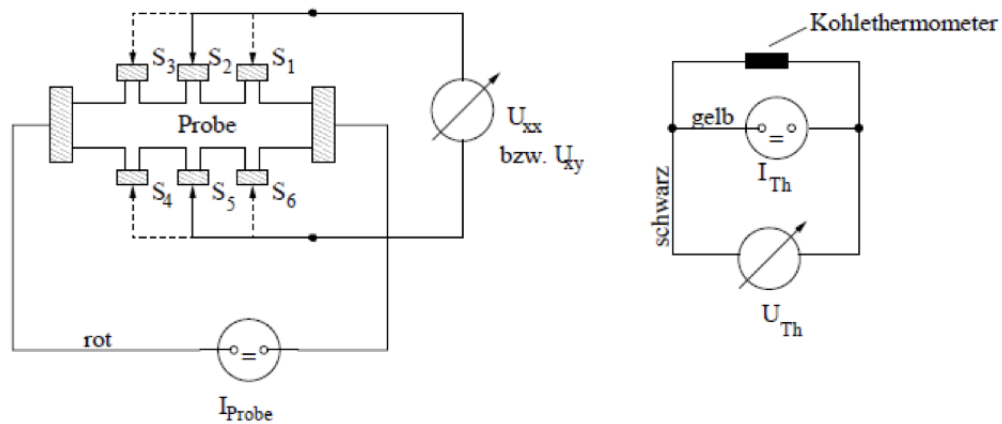 Kohlethermometer
S3 S2 S1
Probe
Uxx
bzw. Uxy
S4 S5 S6
gelb
ITh
schwarz
UTh
rot
IProbe